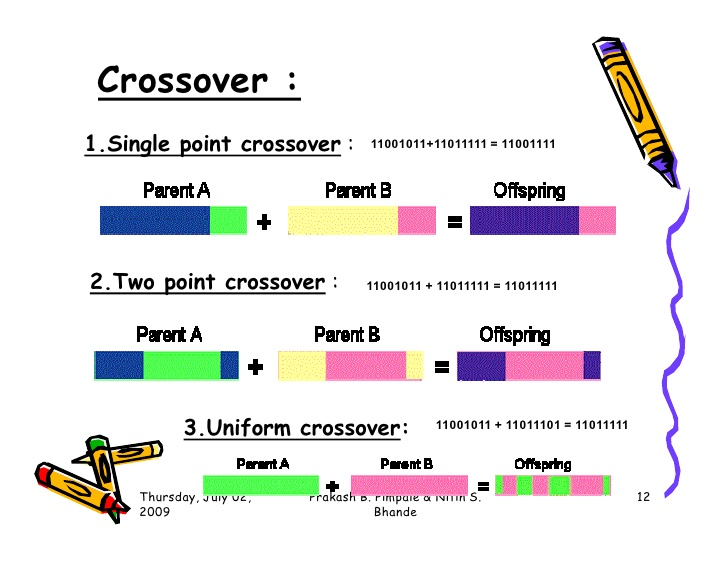 Crossover :
1.Single point crossover : 11001011+11011111 = 11001111
Parent A Parent B Offspring
+ =
2.Two point crossover : 11001011 + 11011111 = 11011111
Parent A Parent B Offspring
+ =
3.Uniform crossover: 11001011 + 11011101 = 11011111
Parent A Parent B Offspring
+ =
Thursday, July 02, 2009
Prakash B. Pimpale & Nitin S. Bhande
12